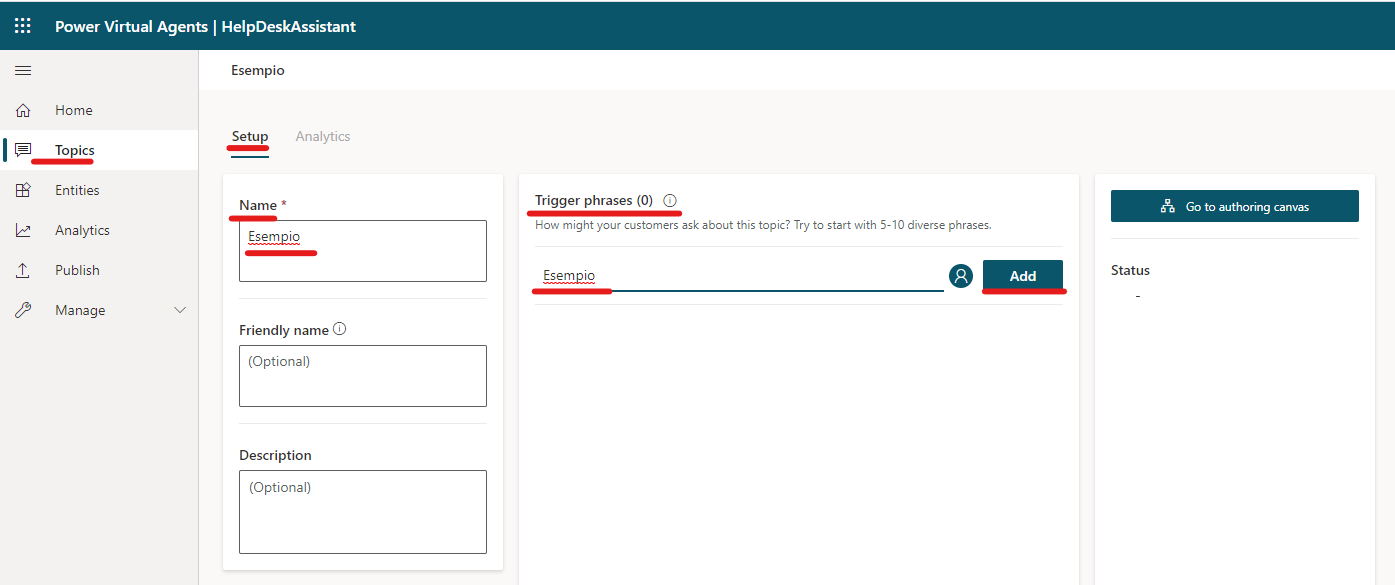 Power Virtual Agents | HelpDeskAssistant
Home
Topics
Entities
Analytics
Publish
Manage
Esempio
Setup Analytics
Name *
Esempio
Friendly name
(Optional)
Description
(Optional)
Trigger phrases (0)
How might your customers ask about this topic? Try to start with 5-10 diverse phrases.
Esempio
Add
Go to authoring canvas
Status
-